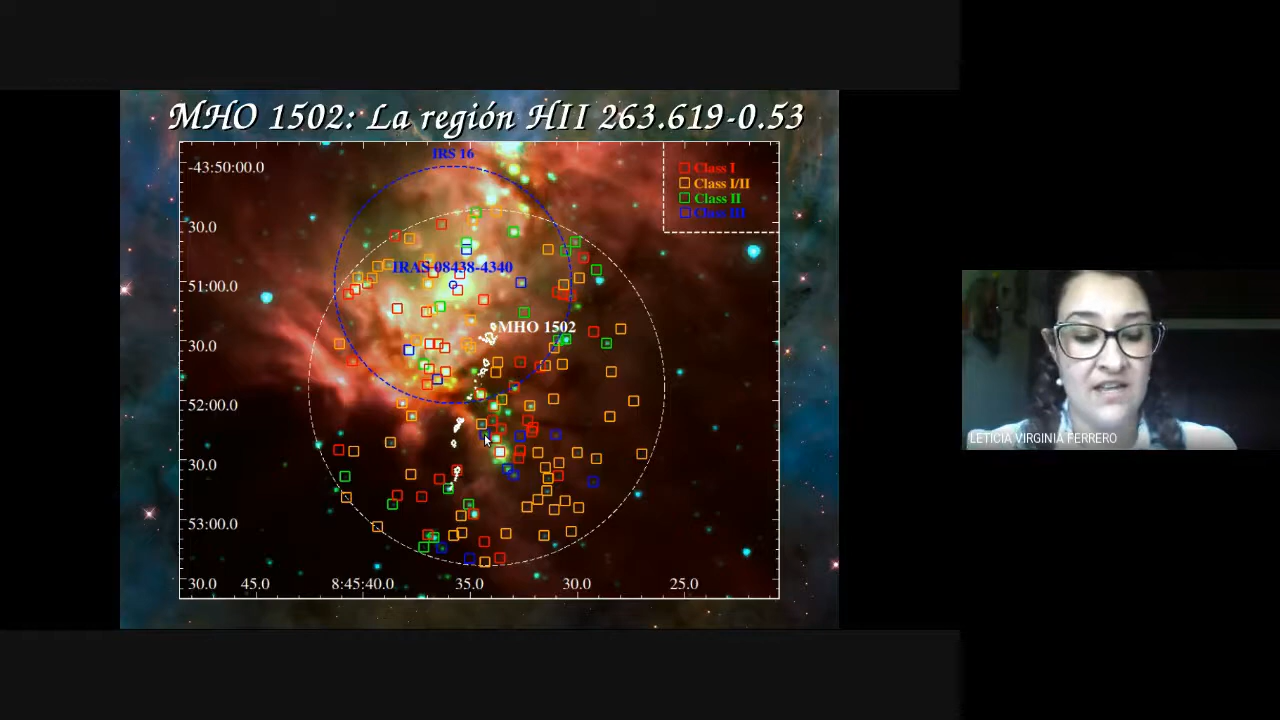 MHO 1502: La región HII 263.619-0.53
IRS 16
-43:50:00.0
Class I
Class I/II
Class II
Class III
30.0
IRAS 08438-4340
51:00.0
MHO 1502
30.0
52:00.0
LETICIA VIRGINIA FERRERO
30.0
53:00.0
30.0 45.0 8:45:40.0 35.0 30.0 25.0